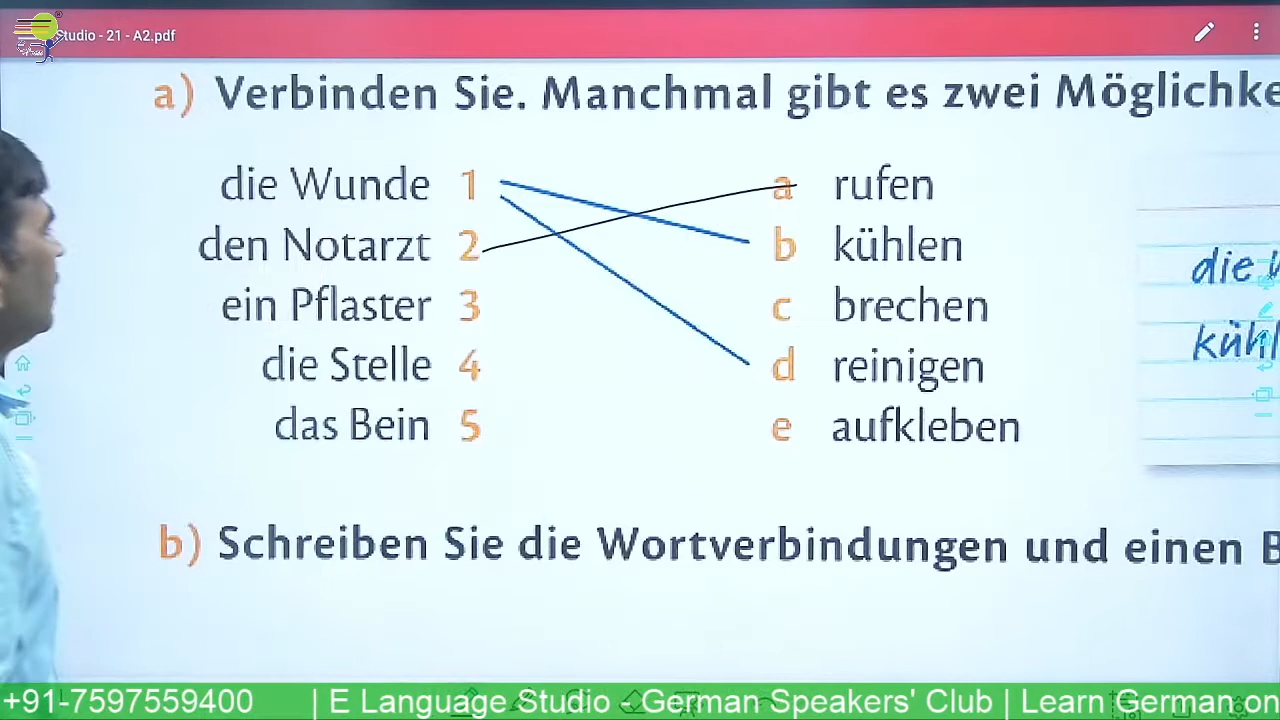 Studio - 21 - A2.pdf
a) Verbinden Sie. Manchmal gibt es zwei
die Wunde 1 a rufen
den Notarzt 2 b kühlen
ein Pflaster 3 c brechen
die Stelle 4 d reinigen
das Bein 5 e aufkleben
die
b) Schreiben Sie die Wortverbindungen und einen
+91-7597559400 | E Language Studio - German Speakers' Club | Learn German on